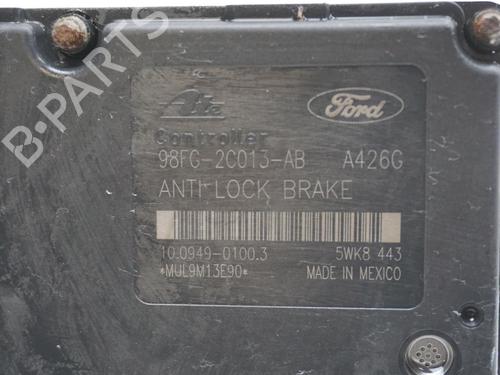 B-PARTS
Ate
Ford
Controller
98FG-2C013-AB A426G
ANTI LOCK BRAKE
10.0949-0100.3 5WK8 443
*MUL9M13E90* MADE IN MEXICO